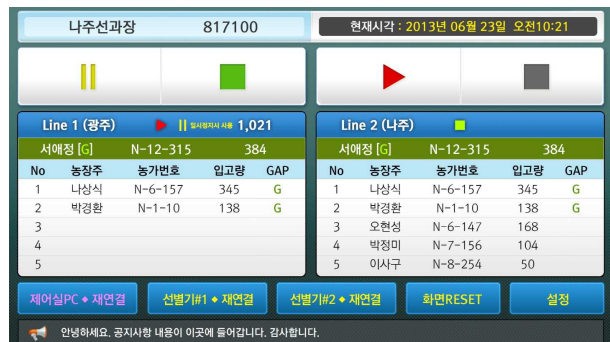 나주선과장 817100 현재시각 : 2013년 06월 23일 오전10:21
Line 1 (광주) 일시정지시 사용 1,021
서애정 [G] N-12-315 384
No 농장주 농가번호 입고량 GAP
1 나상식 N-6-157 345 G
2 박경환 N-1-10 138 G
3
4
5
Line 2 (나주)
서애정 [G] N-12-315 384
No 농장주 농가번호 입고량 GAP
1 나상식 N-6-157 345 G
2 박경환 N-1-10 138 G
3 오현성 N-6-147 168
4 박정미 N-7-156 104
5 이사구 N-8-254 50
제어실PC ◆ 재연결 선별기#1 ◆ 재연결 선별기#2 ◆ 재연결 화면RESET 설정
안녕하세요. 공지사항 내용이 이곳에 들어갑니다. 감사합니다.